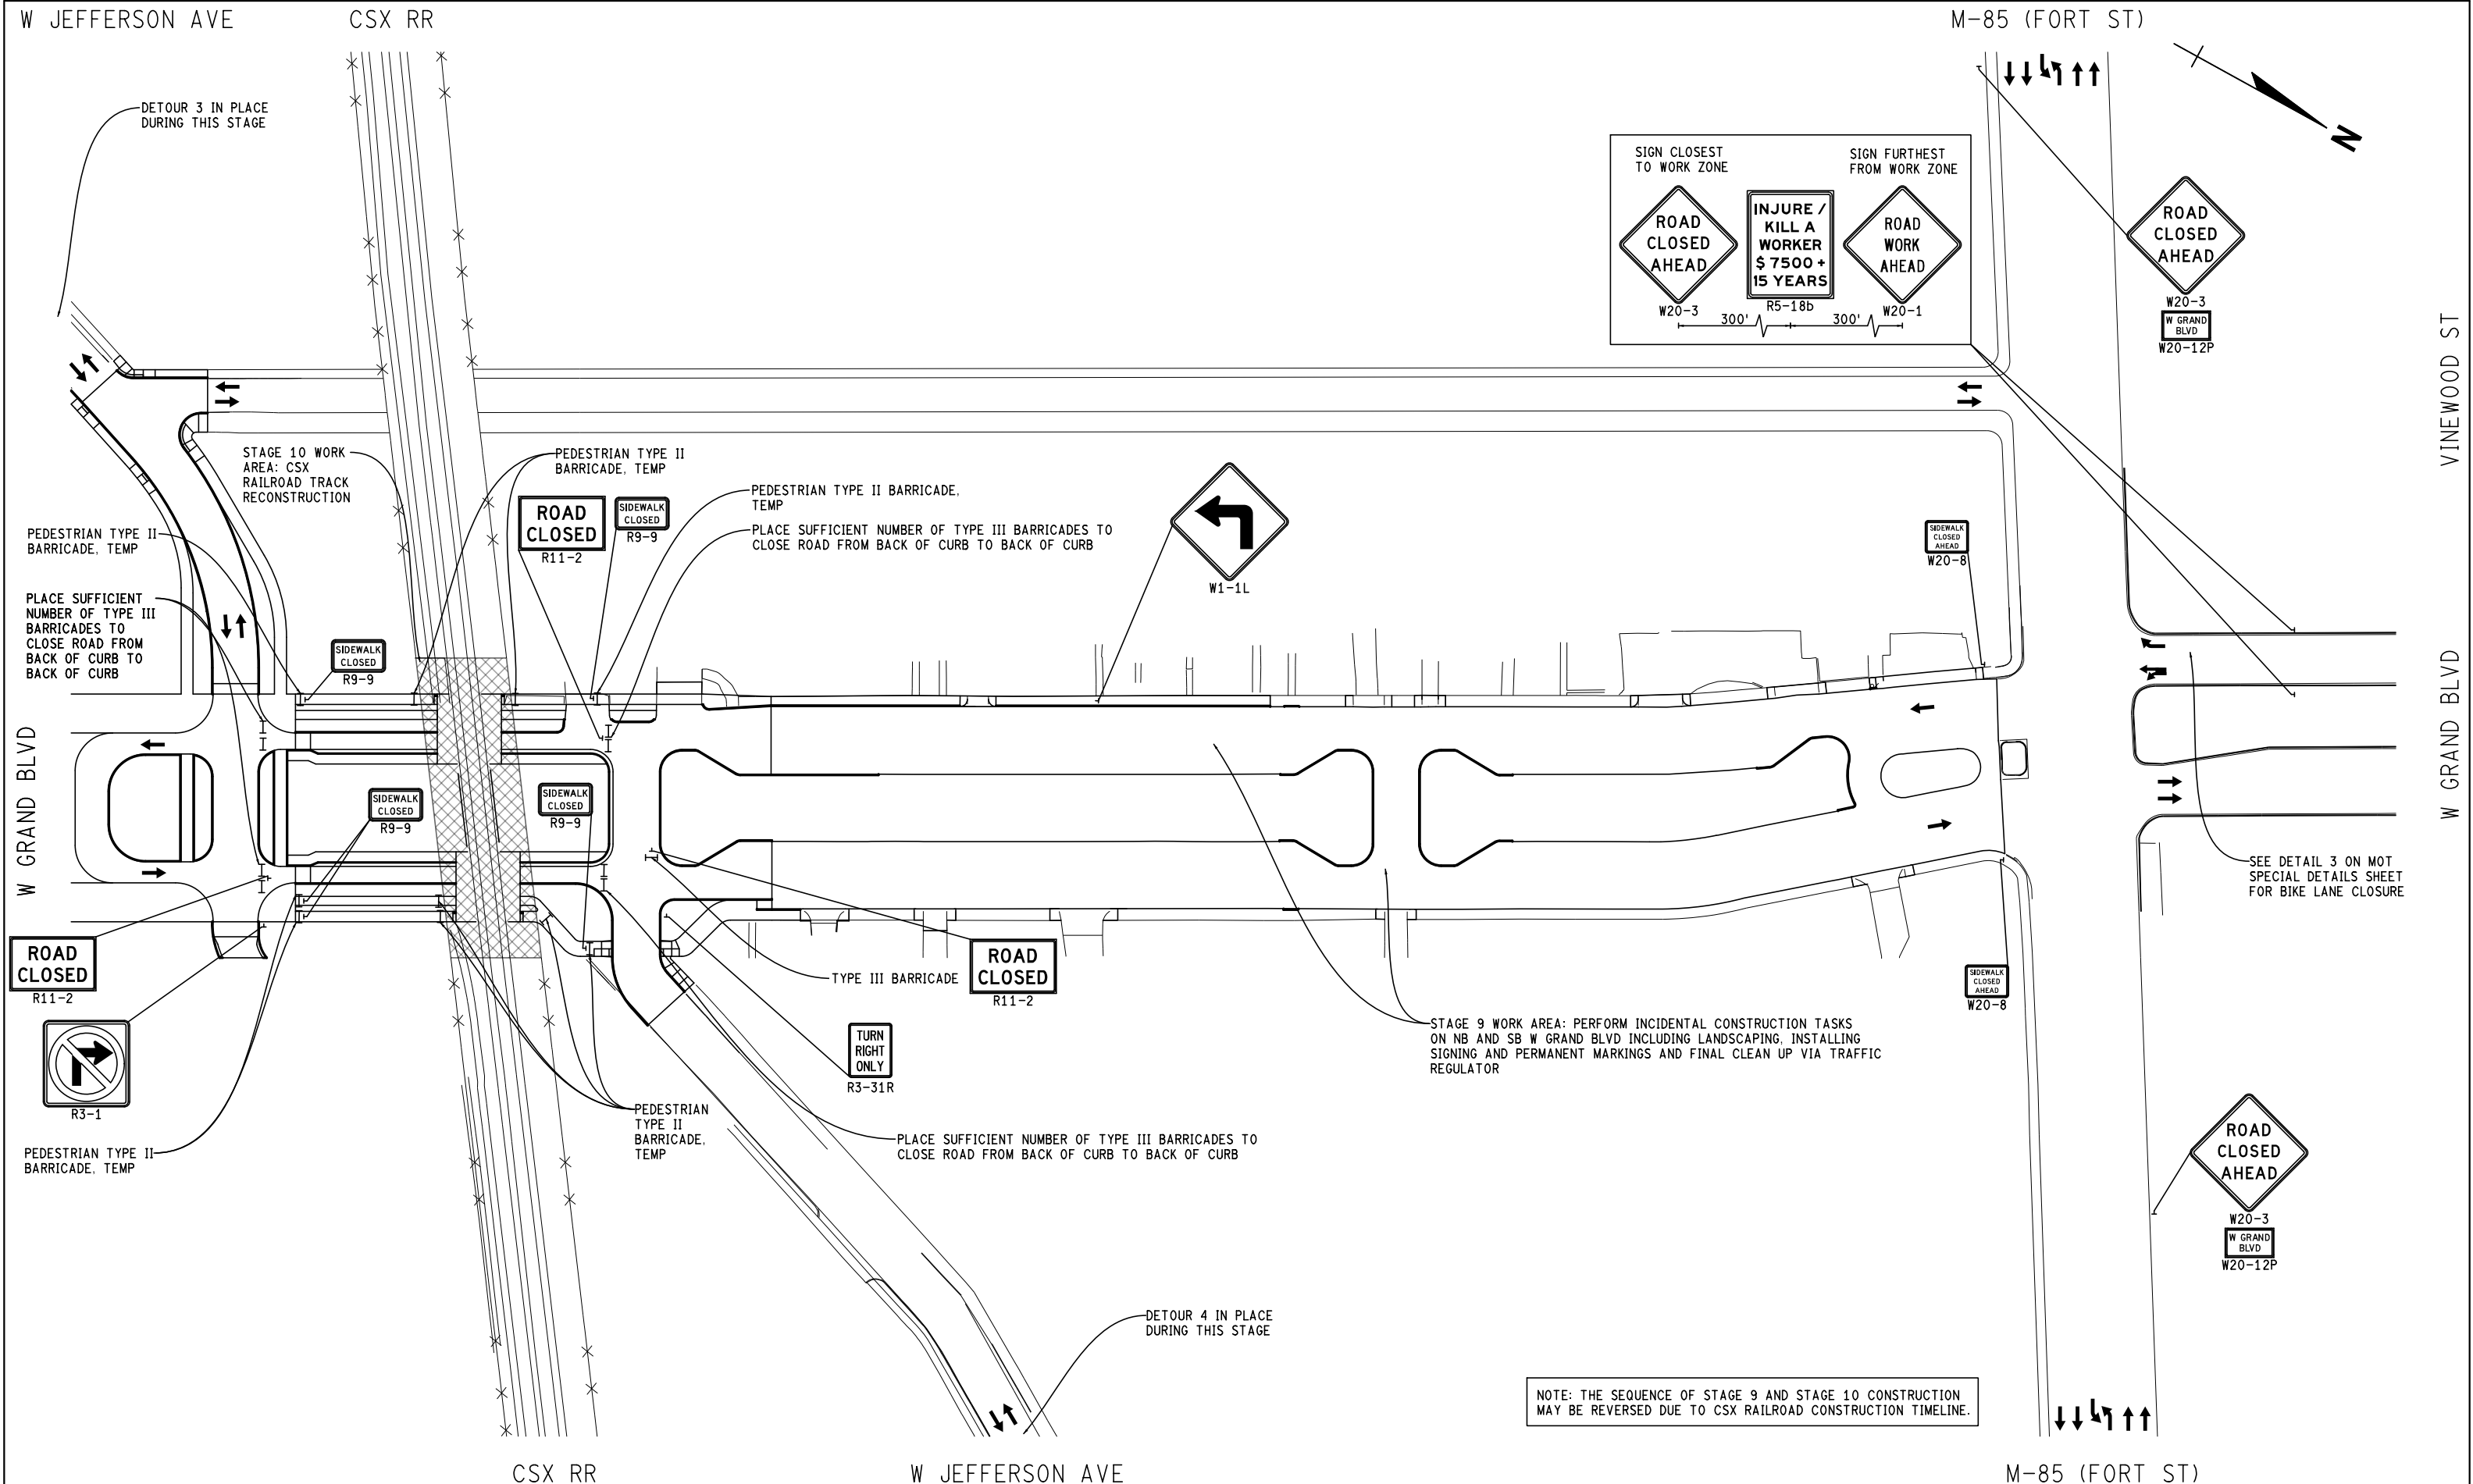 W JEFFERSON AVE
CSX RR
M-85 (FORT ST)
DETOUR 3 IN PLACE
DURING THIS STAGE
N
SIGN CLOSEST
TO WORK ZONE
SIGN FURTHEST
FROM WORK ZONE
ROAD
CLOSED
AHEAD
W20-3
INJURE /
KILL A
WORKER
$ 7500 +
15 YEARS
R5-18b
ROAD
WORK
AHEAD
W20-1
300'
300'
ROAD
CLOSED
AHEAD
W20-3
W GRAND
BLVD
W20-12P
VINEWOOD ST
STAGE 10 WORK
AREA: CSX
RAILROAD TRACK
RECONSTRUCTION
PEDESTRIAN TYPE II
BARRICADE, TEMP
PEDESTRIAN TYPE II BARRICADE,
TEMP
ROAD
CLOSED
R11-2
SIDEWALK
CLOSED
R9-9
PLACE SUFFICIENT NUMBER OF TYPE III BARRICADES TO
CLOSE ROAD FROM BACK OF CURB TO BACK OF CURB
W1-1L
SIDEWALK
CLOSED
AHEAD
W20-8
PEDESTRIAN TYPE II
BARRICADE, TEMP
PLACE SUFFICIENT
NUMBER OF TYPE III
BARRICADES TO
CLOSE ROAD FROM
BACK OF CURB TO
BACK OF CURB
SIDEWALK
CLOSED
R9-9
W GRAND BLVD
SIDEWALK
CLOSED
R9-9
SIDEWALK
CLOSED
R9-9
W GRAND BLVD
SEE DETAIL 3 ON MOT
SPECIAL DETAILS SHEET
FOR BIKE LANE CLOSURE
ROAD
CLOSED
R11-2
TYPE III BARRICADE
ROAD
CLOSED
R11-2
SIDEWALK
CLOSED
AHEAD
W20-8
R3-1
TURN
RIGHT
ONLY
R3-31R
STAGE 9 WORK AREA: PERFORM INCIDENTAL CONSTRUCTION TASKS
ON NB AND SB W GRAND BLVD INCLUDING LANDSCAPING, INSTALLING
SIGNING AND PERMANENT MARKINGS AND FINAL CLEAN UP VIA TRAFFIC
REGULATOR
PEDESTRIAN TYPE II
BARRICADE, TEMP
PEDESTRIAN
TYPE II
BARRICADE,
TEMP
PLACE SUFFICIENT NUMBER OF TYPE III BARRICADES TO
CLOSE ROAD FROM BACK OF CURB TO BACK OF CURB
ROAD
CLOSED
AHEAD
W20-3
W GRAND
BLVD
W20-12P
DETOUR 4 IN PLACE
DURING THIS STAGE
NOTE: THE SEQUENCE OF STAGE 9 AND STAGE 10 CONSTRUCTION
MAY BE REVERSED DUE TO CSX RAILROAD CONSTRUCTION TIMELINE.
CSX RR
W JEFFERSON AVE
M-85 (FORT ST)